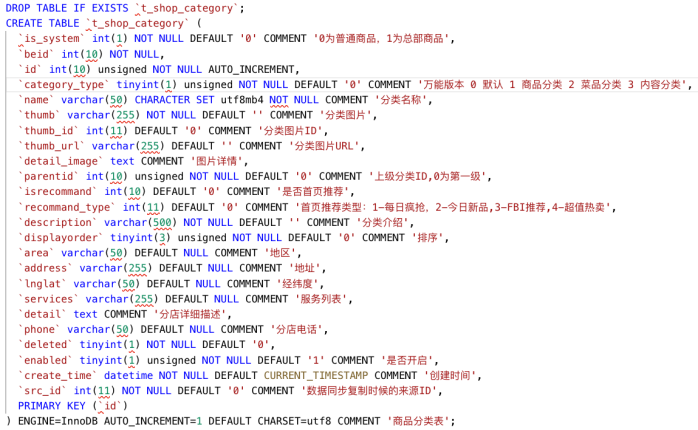 DROP TABLE IF EXISTS `t_shop_category`;
CREATE TABLE `t_shop_category` (
`is_system` int(1) NOT NULL DEFAULT '0' COMMENT '0为普通商品，1为总部商品',
`beid` int(10) NOT NULL,
`id` int(10) unsigned NOT NULL AUTO_INCREMENT,
`category_type` tinyint(1) unsigned NOT NULL DEFAULT '0' COMMENT '万能版本 0 默认 1 商品分类 2 菜品分类 3 内容分类',
`name` varchar(50) CHARACTER SET utf8mb4 NOT NULL COMMENT '分类名称',
`thumb` varchar(255) NOT NULL DEFAULT '' COMMENT '分类图片',
`thumb_id` int(11) DEFAULT '0' COMMENT '分类图片ID',
`thumb_url` varchar(255) DEFAULT '' COMMENT '分类图片URL',
`detail_image` text COMMENT '图片详情',
`parentid` int(10) unsigned NOT NULL DEFAULT '0' COMMENT '上级分类ID,0为第一级',
`isrecommand` int(10) DEFAULT '0' COMMENT '是否首页推荐',
`recommand_type` int(11) DEFAULT '0' COMMENT '首页推荐类型：1-每日疯抢，2-今日新品,3-FBI推荐,4-超值热卖',
`description` varchar(500) NOT NULL DEFAULT '' COMMENT '分类介绍',
`displayorder` tinyint(3) unsigned NOT NULL DEFAULT '0' COMMENT '排序',
`area` varchar(50) DEFAULT NULL COMMENT '地区',
`address` varchar(255) DEFAULT NULL COMMENT '地址',
`lnglat` varchar(50) DEFAULT NULL COMMENT '经纬度',
`services` varchar(255) DEFAULT NULL COMMENT '服务列表',
`detail` text COMMENT '分店详细描述',
`phone` varchar(50) DEFAULT NULL COMMENT '分店电话',
`deleted` tinyint(1) NOT NULL DEFAULT '0',
`enabled` tinyint(1) unsigned NOT NULL DEFAULT '1' COMMENT '是否开启',
`create_time` datetime NOT NULL DEFAULT CURRENT_TIMESTAMP COMMENT '创建时间',
`src_id` int(11) NOT NULL DEFAULT '0' COMMENT '数据同步复制时候的来源ID',
PRIMARY KEY (`id`)
) ENGINE=InnoDB AUTO_INCREMENT=1 DEFAULT CHARSET=utf8 COMMENT='商品分类表';